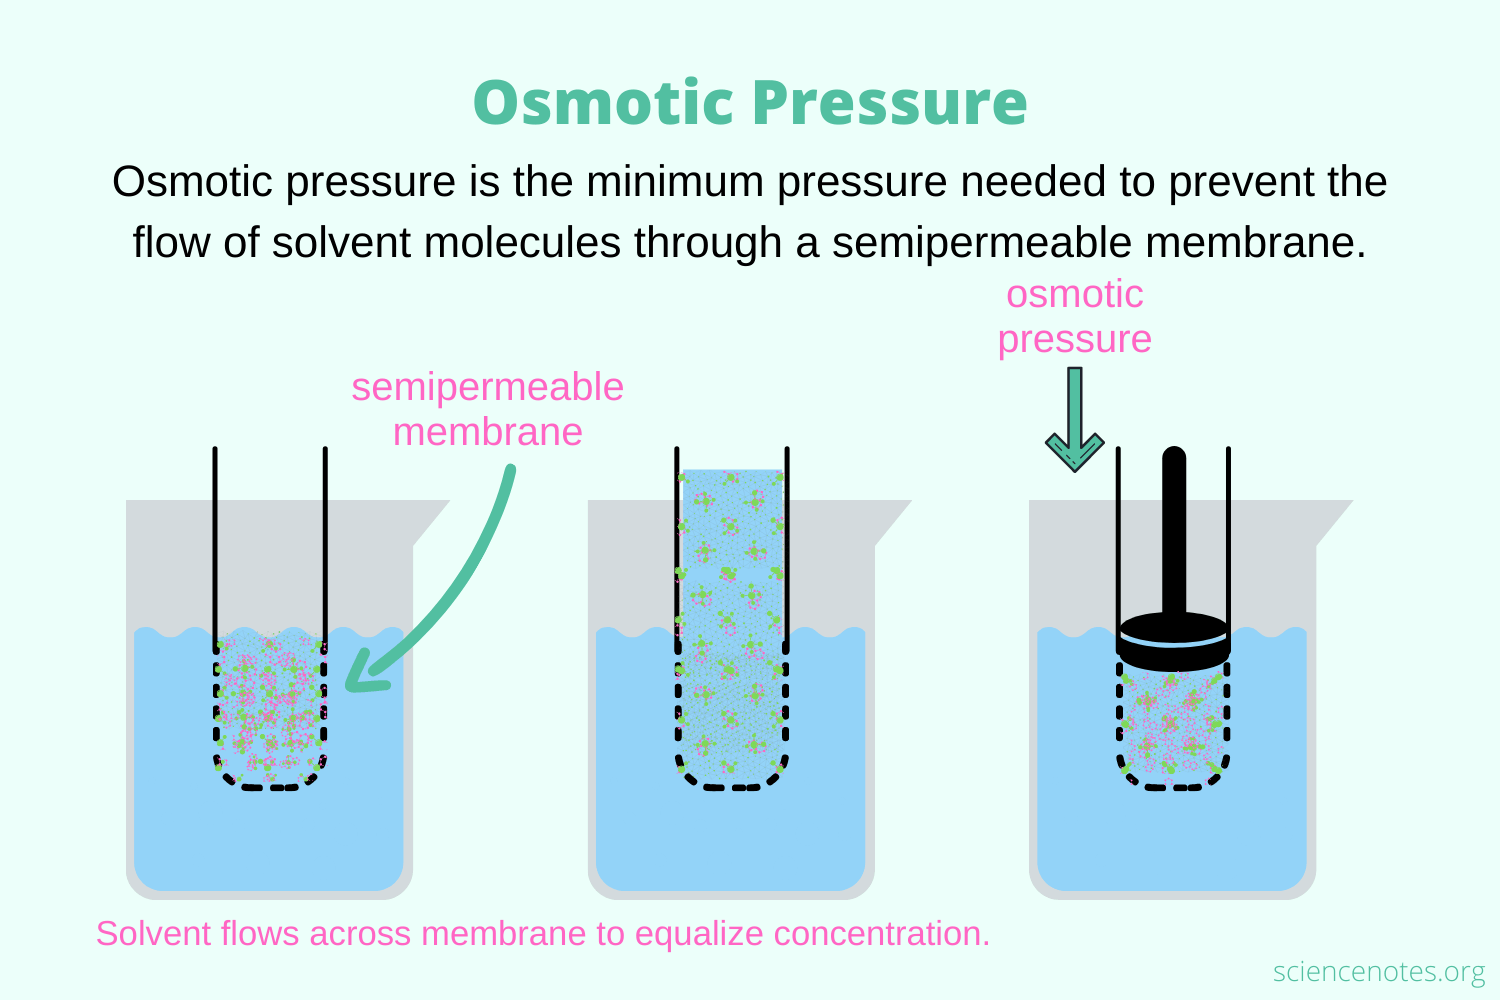 Osmotic Pressure
Osmotic pressure is the minimum pressure needed to prevent the
flow of solvent molecules through a semipermeable membrane.
osmotic
pressure
semipermeable
membrane
Solvent flows across membrane to equalize concentration.
sciencenotes.org